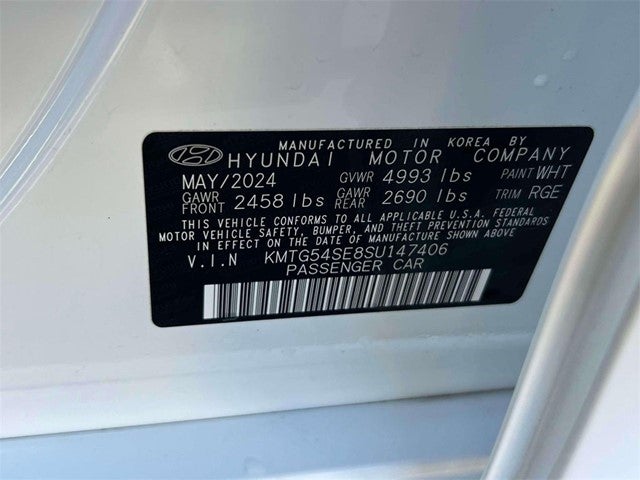 MANUFACTURED IN KOREA BY
HYUNDAI MOTOR COMPANY
MAY/2024 GVWR 4993 lbs PAINT WHT
GAWR FRONT 2458 lbs GAWR REAR 2690 lbs TRIM RGE
THIS VEHICLE CONFORMS TO ALL APPLICABLE U.S.A. FEDERAL
MOTOR VEHICLE SAFETY, BUMPER, AND THEFT PREVENTION STANDARDS
IN EFFECT ON THE DATE OF MANUFACTURE SHOWN ABOVE.
V.I.N KMTG54SE8SU147406
PASSENGER CAR